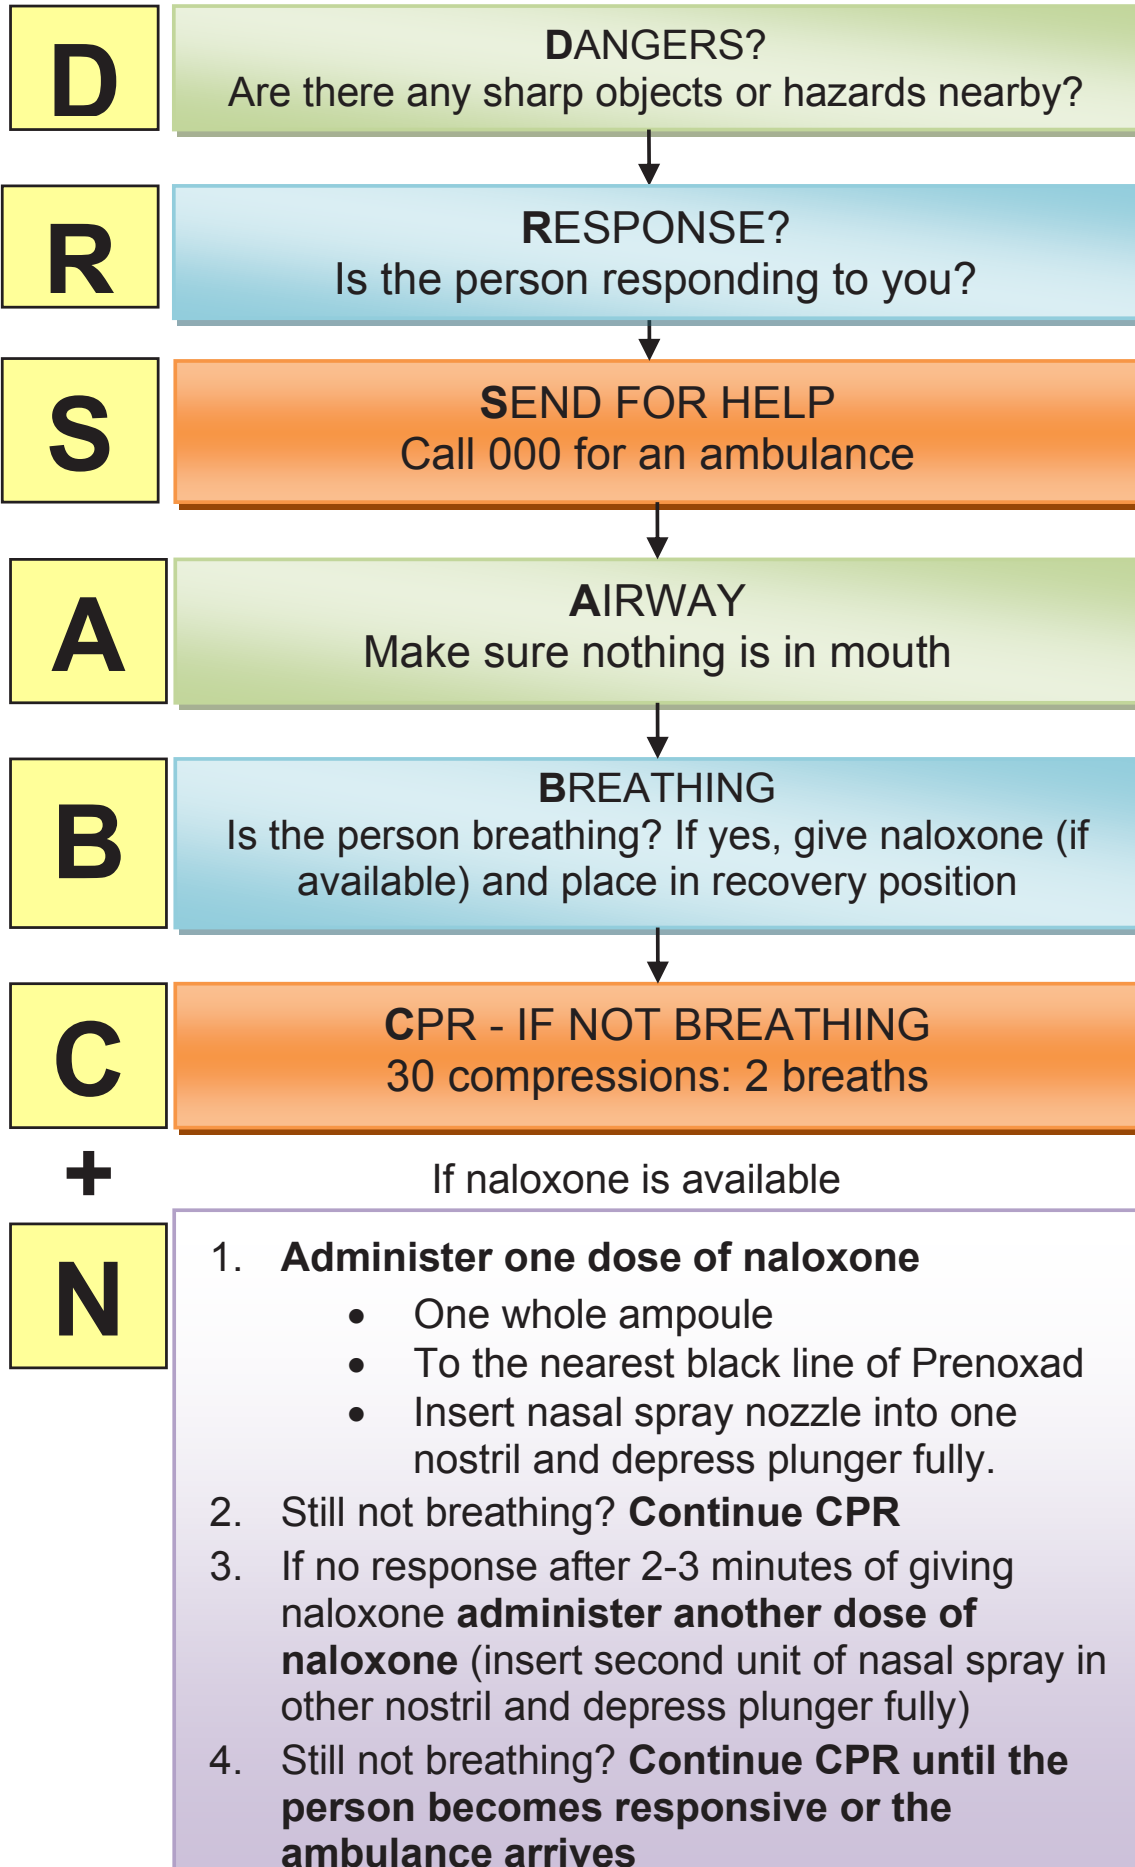 D
DANGERS?
Are there any sharp objects or hazards nearby?
R
RESPONSE?
Is the person responding to you?
S
SEND FOR HELP
Call 000 for an ambulance
A
AIRWAY
Make sure nothing is in mouth
B
BREATHING
Is the person breathing? If yes, give naloxone (if
available) and place in recovery position
C
CPR - IF NOT BREATHING
30 compressions: 2 breaths
+
If naloxone is available
N
1. Administer one dose of naloxone
• One whole ampoule
• To the nearest black line of Prenoxad
• Insert nasal spray nozzle into one
nostril and depress plunger fully.
2. Still not breathing? Continue CPR
3. If no response after 2-3 minutes of giving
naloxone administer another dose of
naloxone (insert second unit of nasal spray in
other nostril and depress plunger fully)
4. Still not breathing? Continue CPR until the
person becomes responsive or the
ambulance arrives